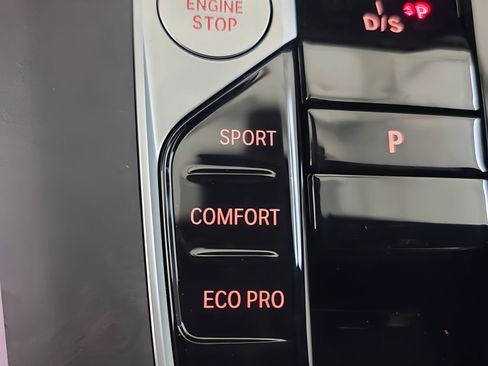 ENGINE
STOP
D/S
P
SPORT
P
COMFORT
ECO PRO